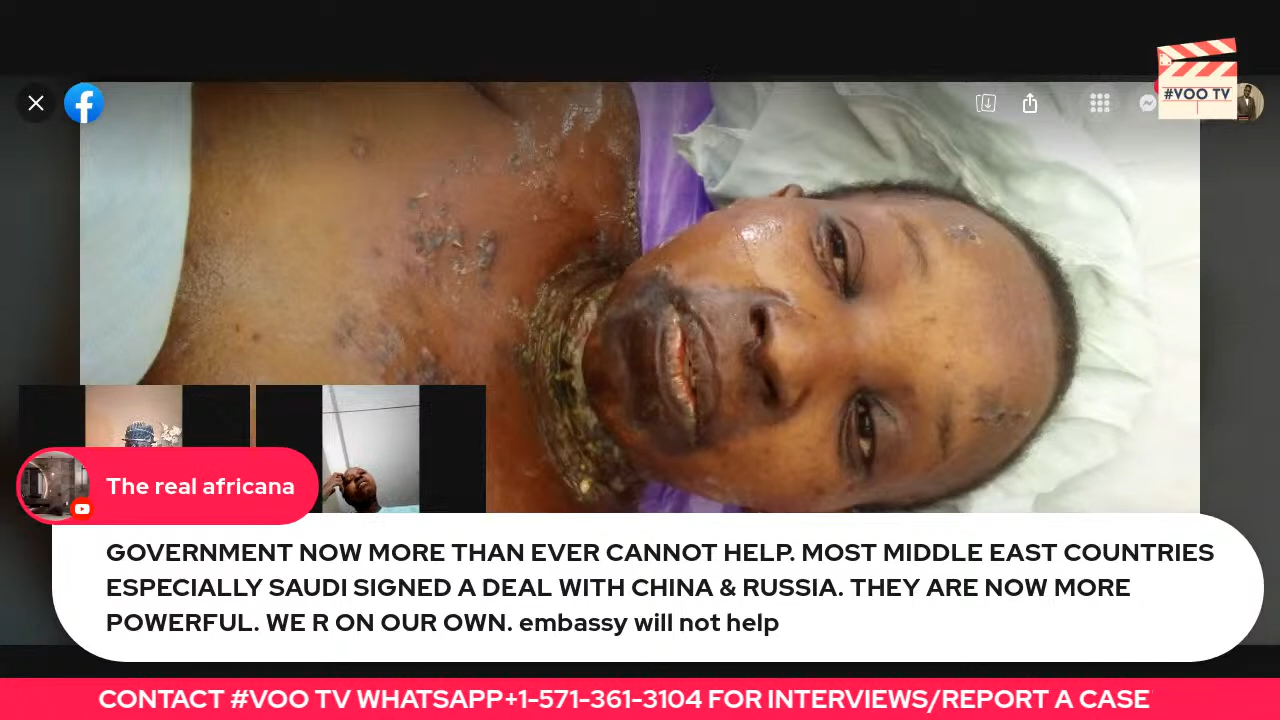 #VOO TV
The real africana
GOVERNMENT NOW MORE THAN EVER CANNOT HELP. MOST MIDDLE EAST COUNTRIES
ESPECIALLY SAUDI SIGNED A DEAL WITH CHINA & RUSSIA. THEY ARE NOW MORE
POWERFUL. WE R ON OUR OWN. embassy will not help
CONTACT #VOO TV WHATSAPP+1-571-361-3104 FOR INTERVIEWS/REPORT A CASE